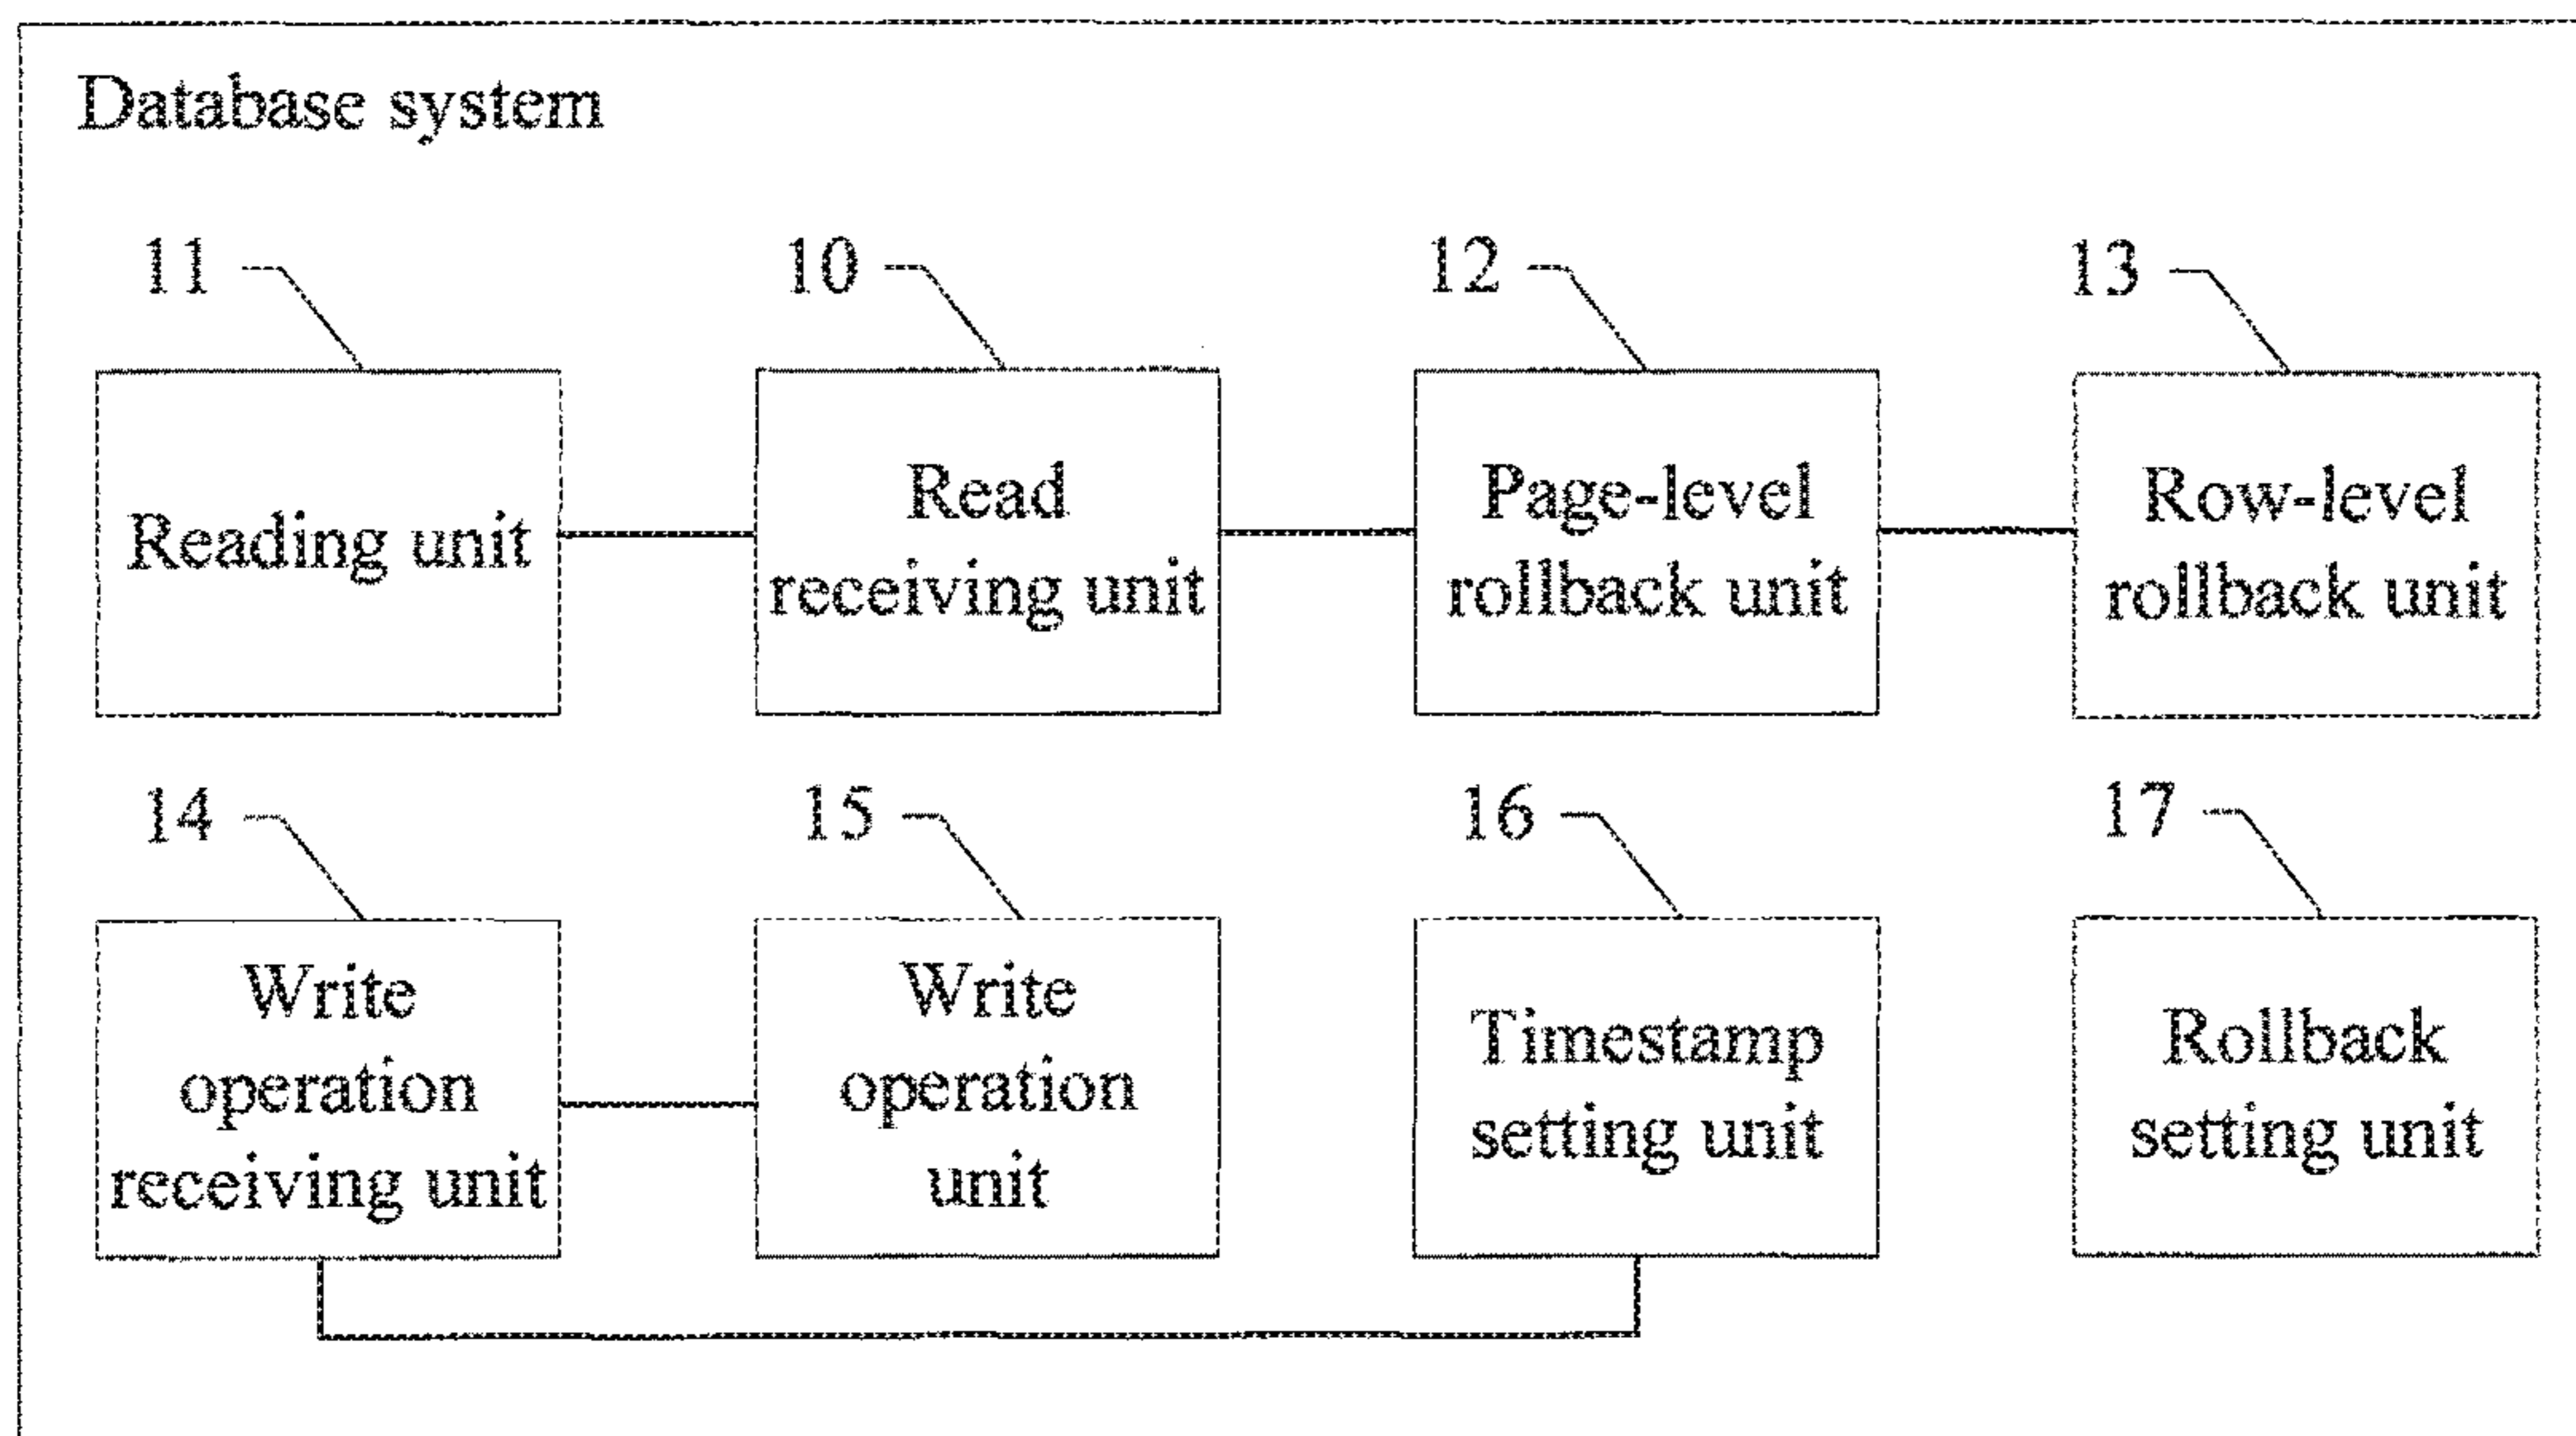 Database system
11
10
12
13
Reading unit
Read
receiving unit
Page-level
rollback unit
Row-level
rollback unit
14
15
16
17
Write
operation
receiving unit
Write
operation
unit
Timestamp
setting unit
Rollback
setting unit